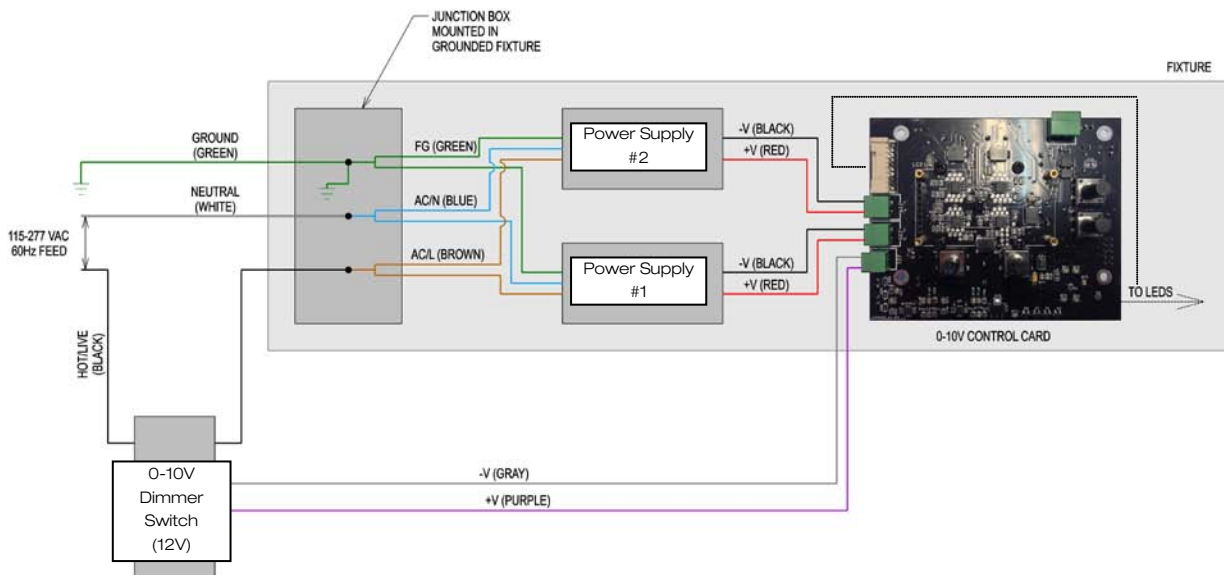 JUNCTION BOX
MOUNTED IN
GROUNDED FIXTURE
FIXTURE
GROUND
(GREEN)
FG (GREEN)
Power Supply
#2
-V (BLACK)
+V (RED)
NEUTRAL
(WHITE)
AC/N (BLUE)
115-277 VAC
60Hz FEED
AC/L (BROWN)
Power Supply
#1
-V (BLACK)
+V (RED)
TO LEDS
0-10V CONTROL CARD
HOT/LIVE
(BLACK)
0-10V
Dimmer
Switch
(12V)
-V (GRAY)
+V (PURPLE)